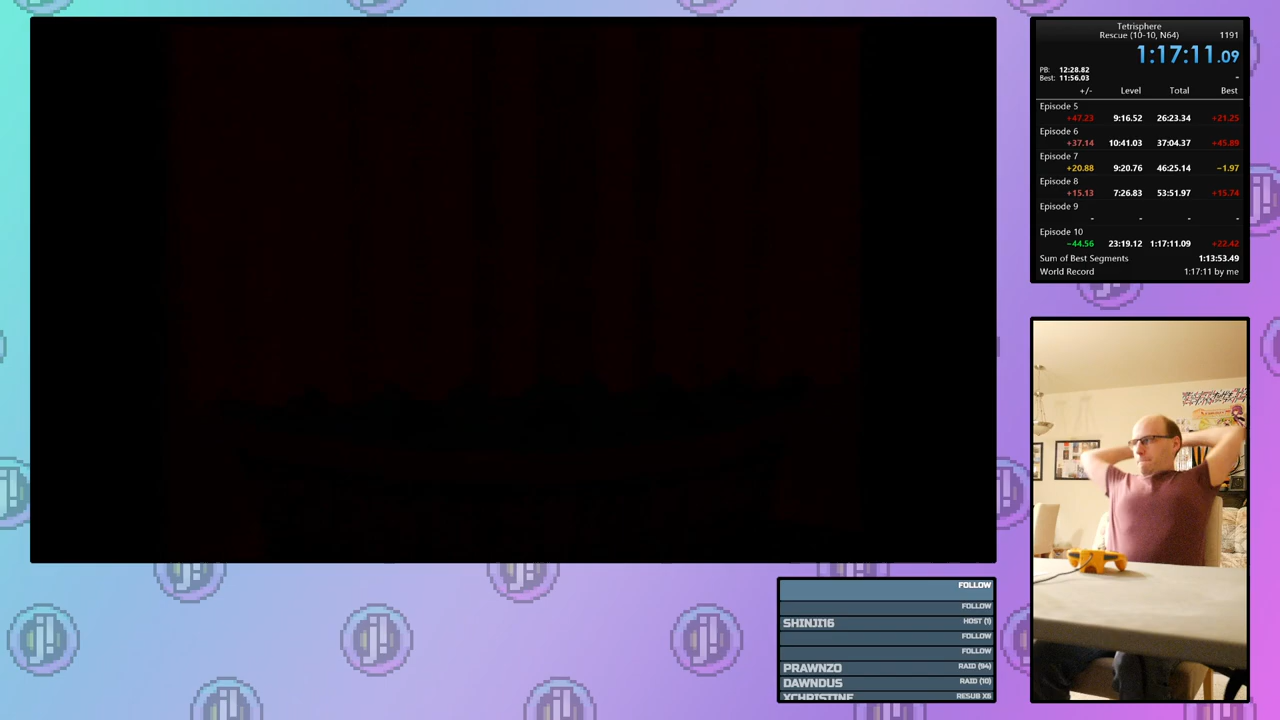 Tetrisphere
Rescue (10-10, N64) 1191
1:17:11.09
PB: 12:28.82
Best: 11:56.03 -
+/- Level Total Best
Episode 5
+47.23 9:16.52 26:23.34 +21.25
Episode 6
+37.14 10:41.03 37:04.37 +45.89
Episode 7
+20.88 9:20.76 46:25.14 −1.97
Episode 8
+15.13 7:26.83 53:51.97 +15.74
Episode 9
- - - -
Episode 10
−44.56 23:19.12 1:17:11.09 +22.42
Sum of Best Segments 1:13:53.49
World Record 1:17:11 by me
FOLLOW
FOLLOW
SHINJI16 HOST (1)
FOLLOW
FOLLOW
PRAWNZO RAID (94)
DAWNDUS RAID (10)
XCHRISTINE RESUB X6